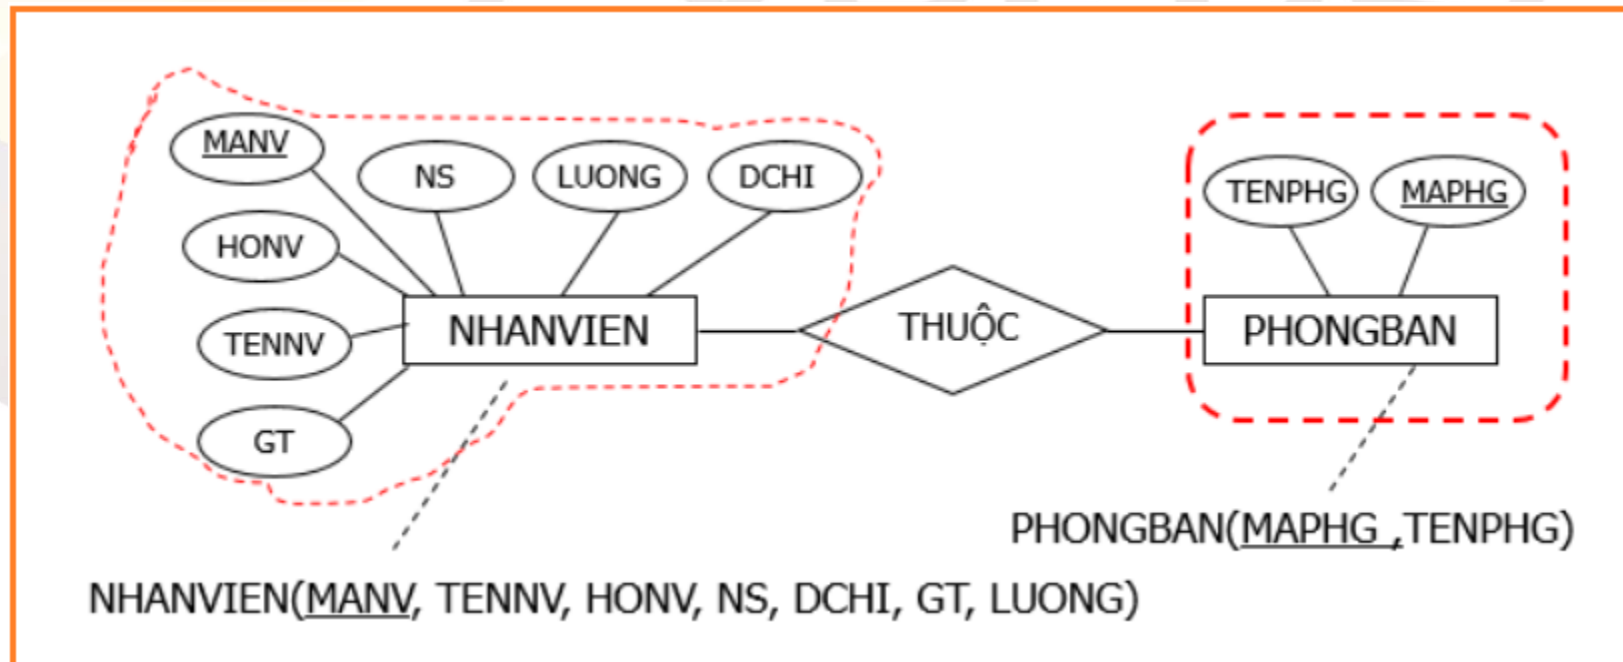 MANV
NS
LUONG
DCHI
TENPHG
MAPHG
HONV
TENNV
NHANVIEN
THUỘC
PHONGBAN
GT
PHONGBAN(MAPHG ,TENPHG)
NHANVIEN(MANV, TENNV, HONV, NS, DCHI, GT, LUONG)